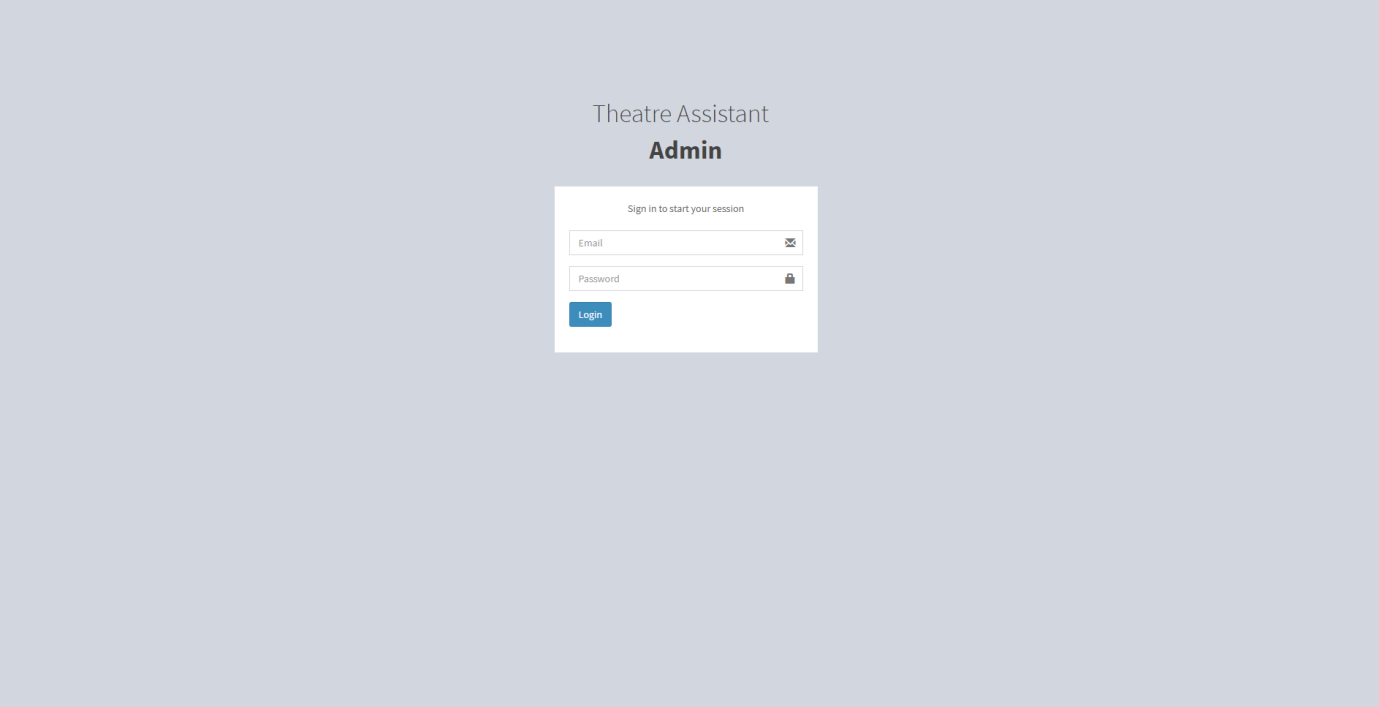 Theatre Assistant
Admin
Sign in to start your session
Email
Password
Login